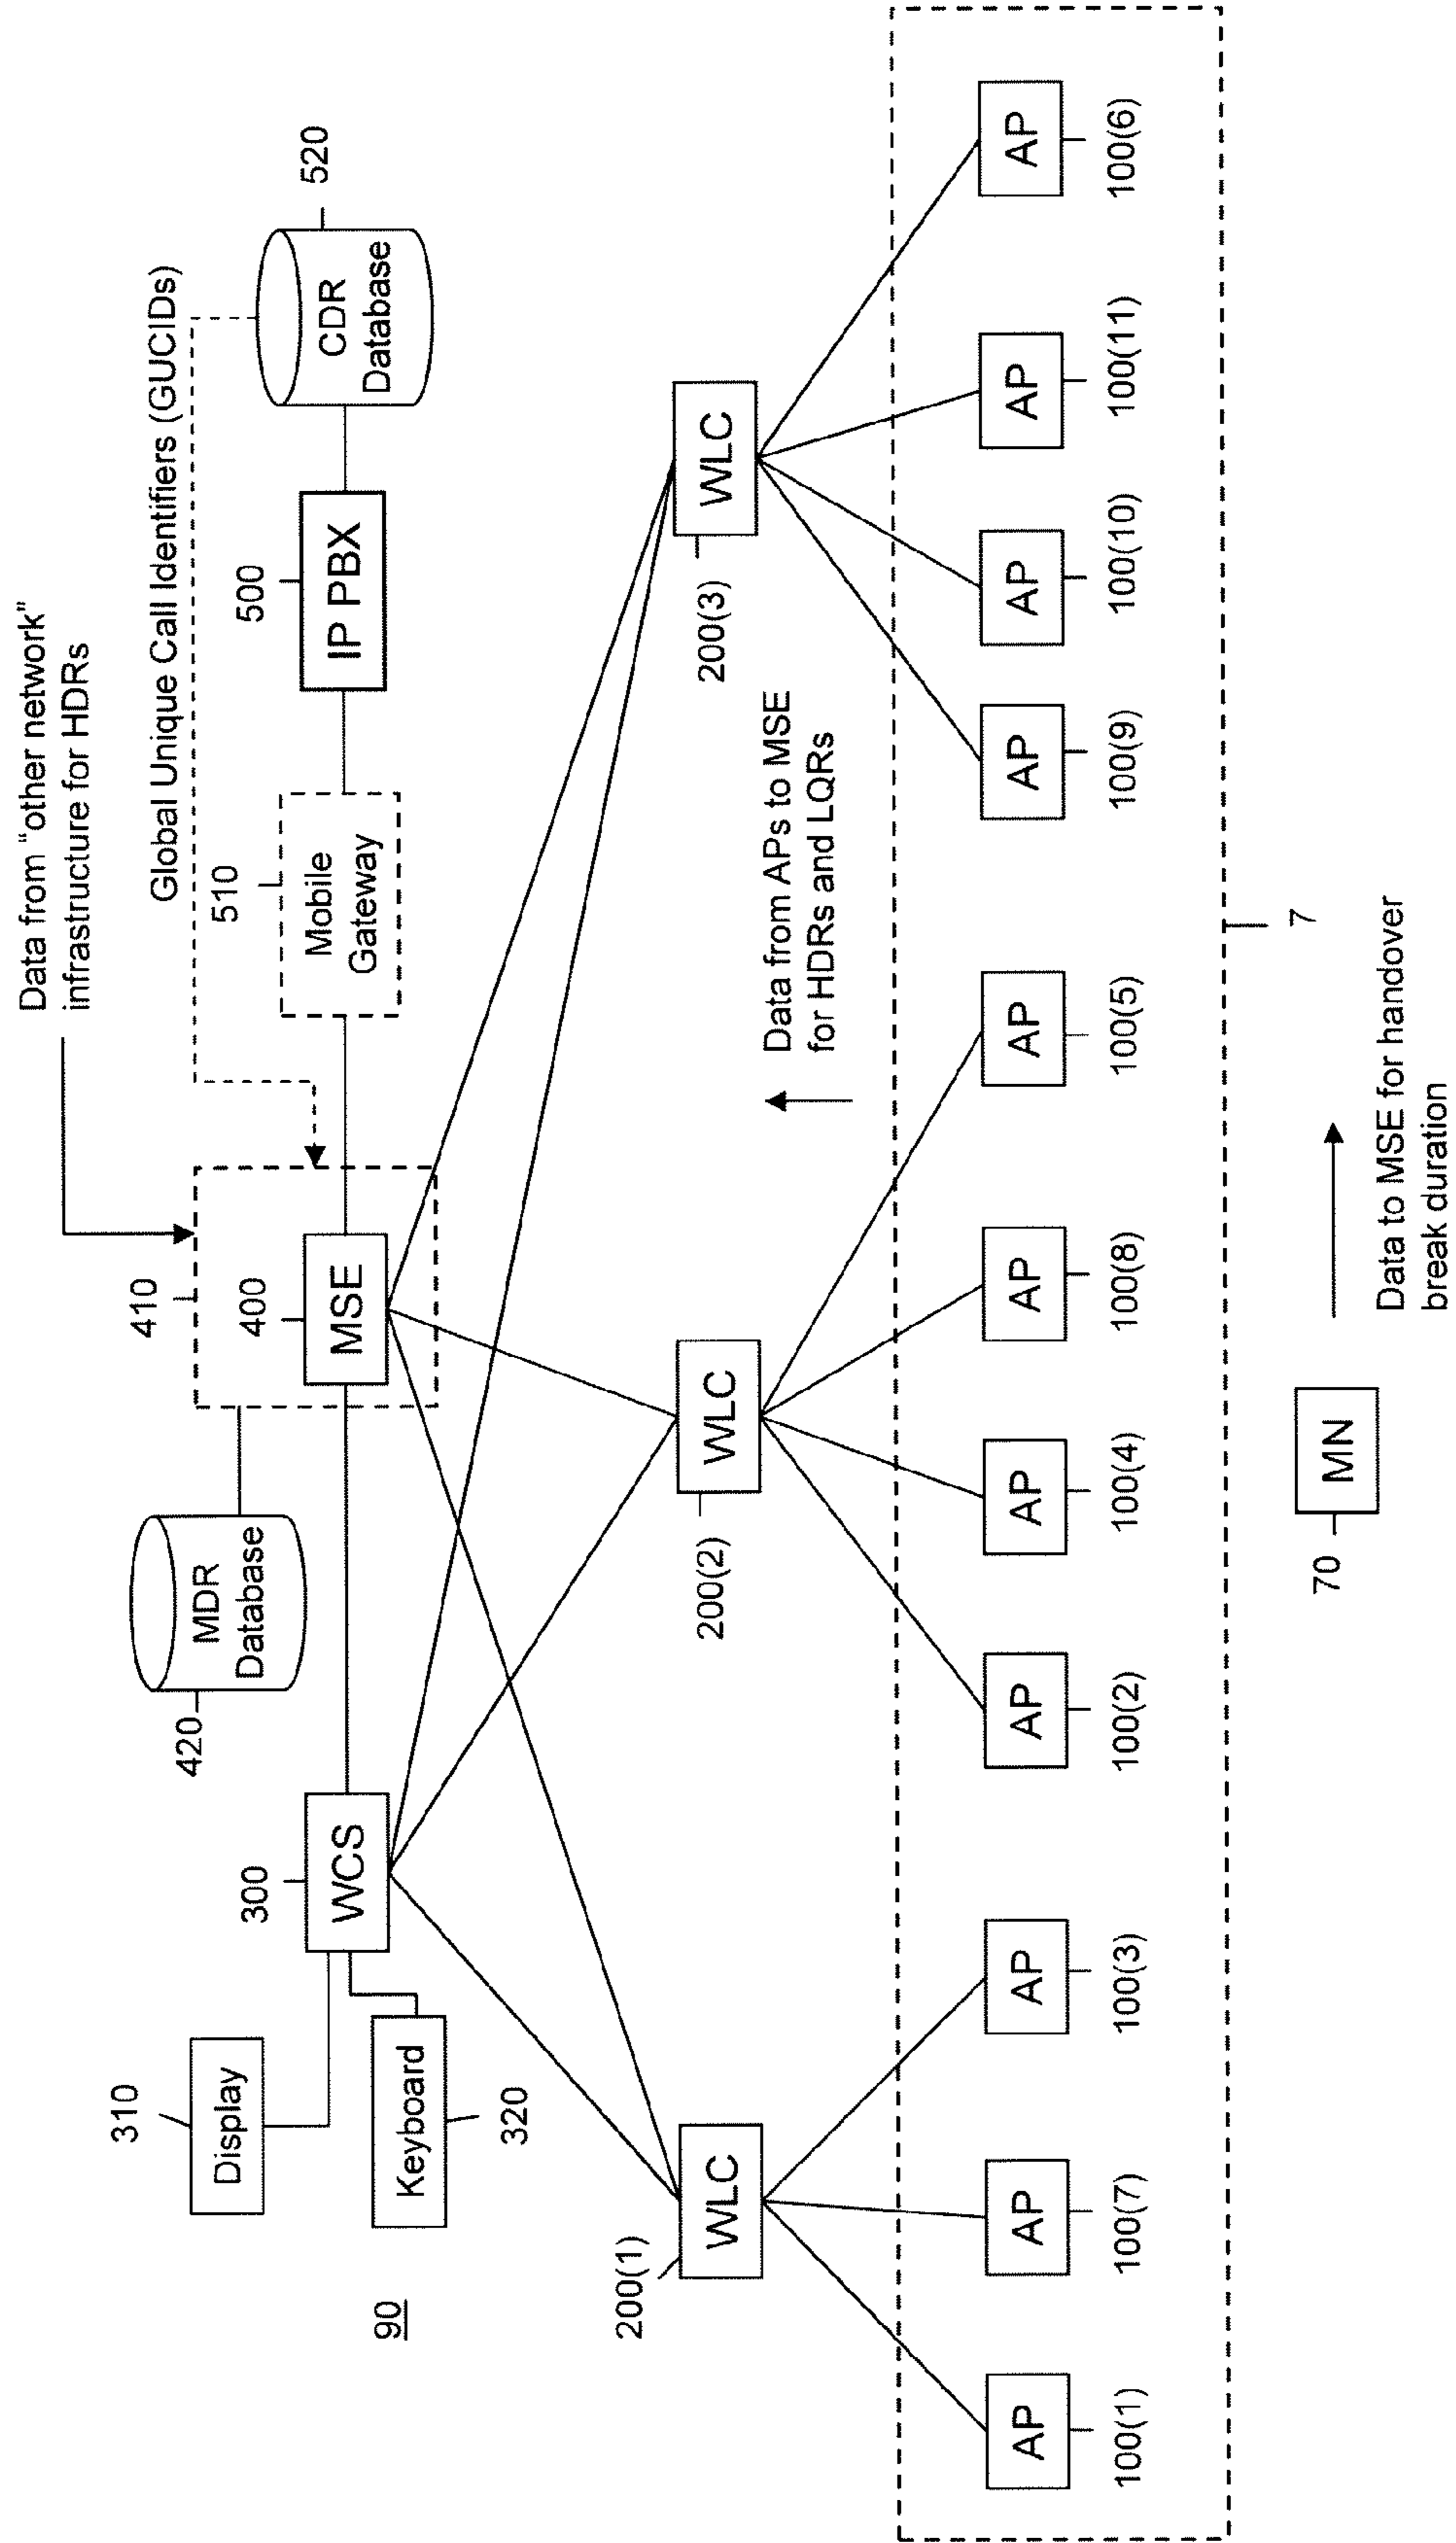 Data from "other network"
infrastructure for HDRs
Global Unique Call Identifiers (GUCIDs)
310
Display
Keyboard
320
90
300
WCS
420
MDR
Database
410
400
MSE
510
Mobile
Gateway
500
IP PBX
CDR
Database
520
200(1)
WLC
200(2)
WLC
200(3)
WLC
Data from APs to MSE
for HDRs and LQRs
AP
AP
AP
AP
AP
AP
AP
AP
AP
AP
AP
100(1)
100(7)
100(3)
100(2)
100(4)
100(8)
100(5)
100(9)
100(10)
100(11)
100(6)
7
70
MN
Data to MSE for handover
break duration